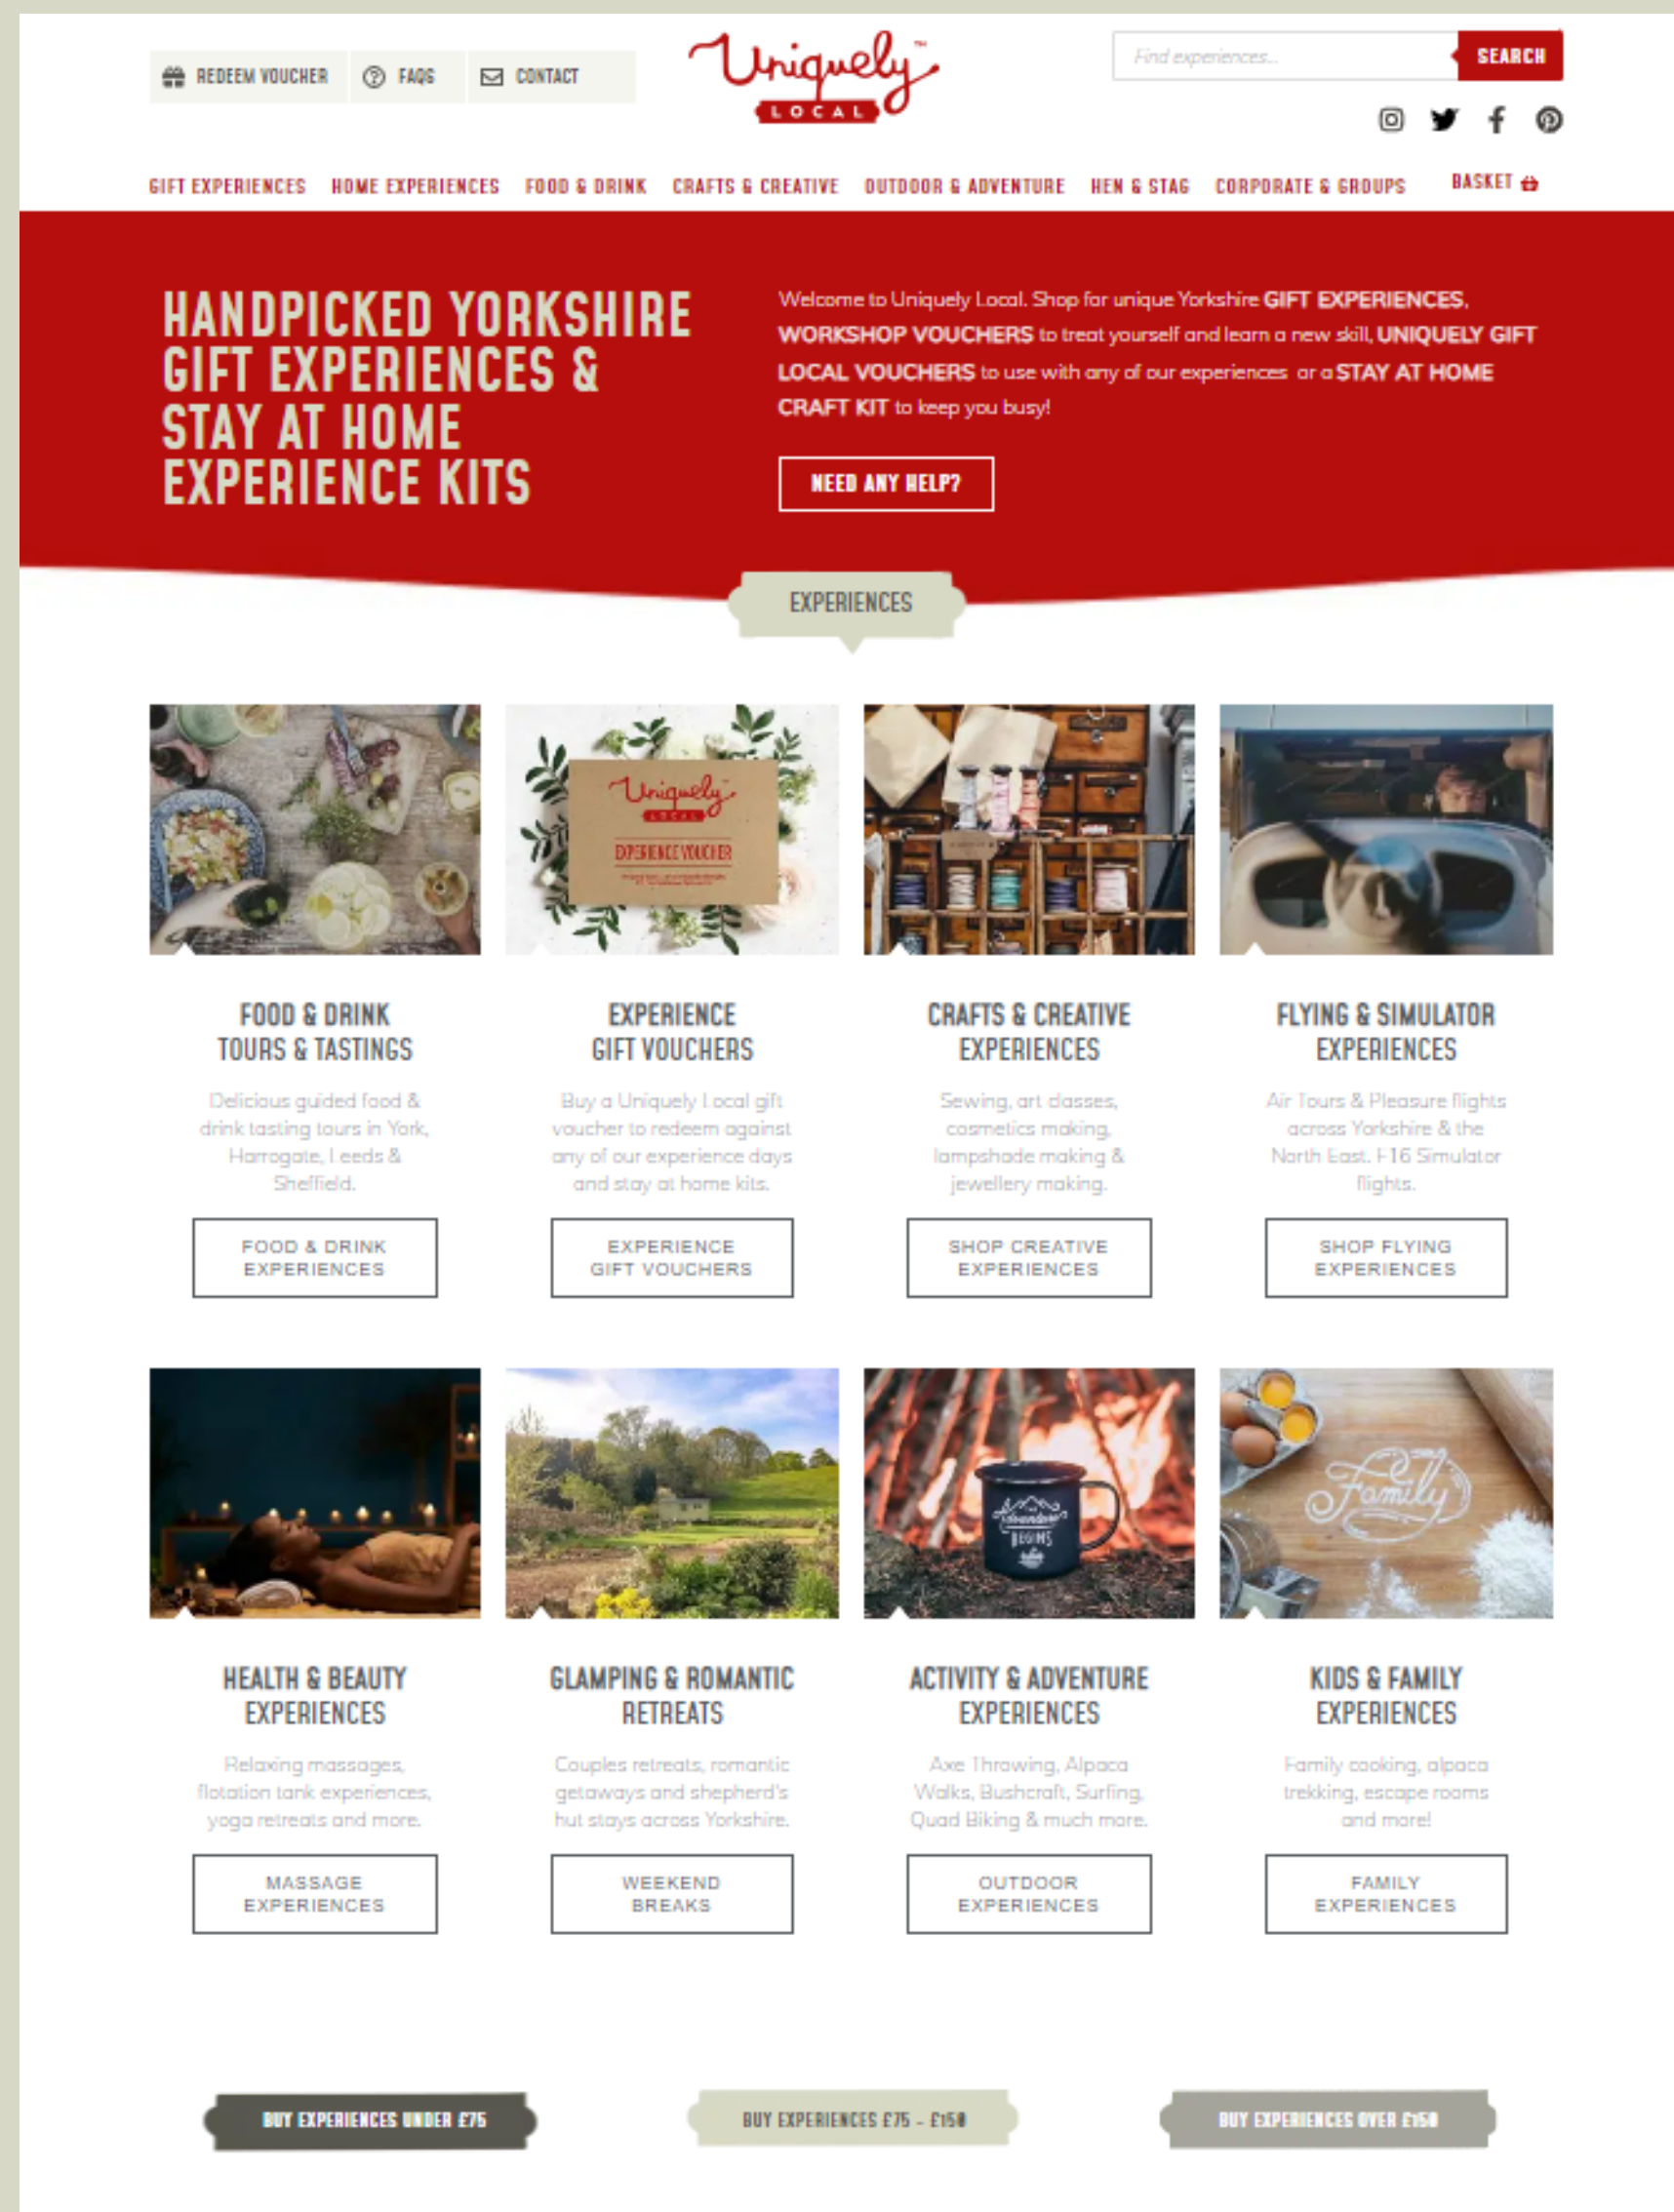 REDEEM VOUCHER
FAQS
CONTACT
Uniquely™
LOCAL
Find experiences...
SEARCH
GIFT EXPERIENCES
HOME EXPERIENCES
FOOD & DRINK
CRAFTS & CREATIVE
OUTDOOR & ADVENTURE
HEN & STAG
CORPORATE & GROUPS
BASKET
HANDPICKED YORKSHIRE
GIFT EXPERIENCES &
STAY AT HOME
EXPERIENCE KITS
Welcome to Uniquely Local. Shop for unique Yorkshire GIFT EXPERIENCES,
WORKSHOP VOUCHERS to treat yourself and learn a new skill, UNIQUELY GIFT
LOCAL VOUCHERS to use with any of our experiences or a STAY AT HOME
CRAFT KIT to keep you busy!
NEED ANY HELP?
EXPERIENCES
Uniquely
LOCAL
EXPERIENCE VOUCHER
FOOD & DRINK
TOURS & TASTINGS
Delicious guided food &
drink tasting tours in York,
Harrogate, Leeds &
Sheffield.
FOOD & DRINK
EXPERIENCES
EXPERIENCE
GIFT VOUCHERS
Buy a Uniquely Local gift
voucher to redeem against
any of our experience days
and stay at home kits.
EXPERIENCE
GIFT VOUCHERS
CRAFTS & CREATIVE
EXPERIENCES
Sewing, art classes,
cosmetics making,
lampshade making &
jewellery making.
SHOP CREATIVE
EXPERIENCES
FLYING & SIMULATOR
EXPERIENCES
Air Tours & Pleasure flights
across Yorkshire & the
North East. F16 Simulator
flights.
SHOP FLYING
EXPERIENCES
Adventure
BEGINS
Family
HEALTH & BEAUTY
EXPERIENCES
Relaxing massages,
flotation tank experiences,
yoga retreats and more.
MASSAGE
EXPERIENCES
GLAMPING & ROMANTIC
RETREATS
Couples retreats, romantic
getaways and shepherd's
hut stays across Yorkshire.
WEEKEND
BREAKS
ACTIVITY & ADVENTURE
EXPERIENCES
Axe Throwing, Alpaca
Walks, Bushcraft, Surfing,
Quad Biking & much more.
OUTDOOR
EXPERIENCES
KIDS & FAMILY
EXPERIENCES
Family cooking, alpaca
trekking, escape rooms
and more!
FAMILY
EXPERIENCES
BUY EXPERIENCES UNDER £75
BUY EXPERIENCES £75 - £150
BUY EXPERIENCES OVER £150